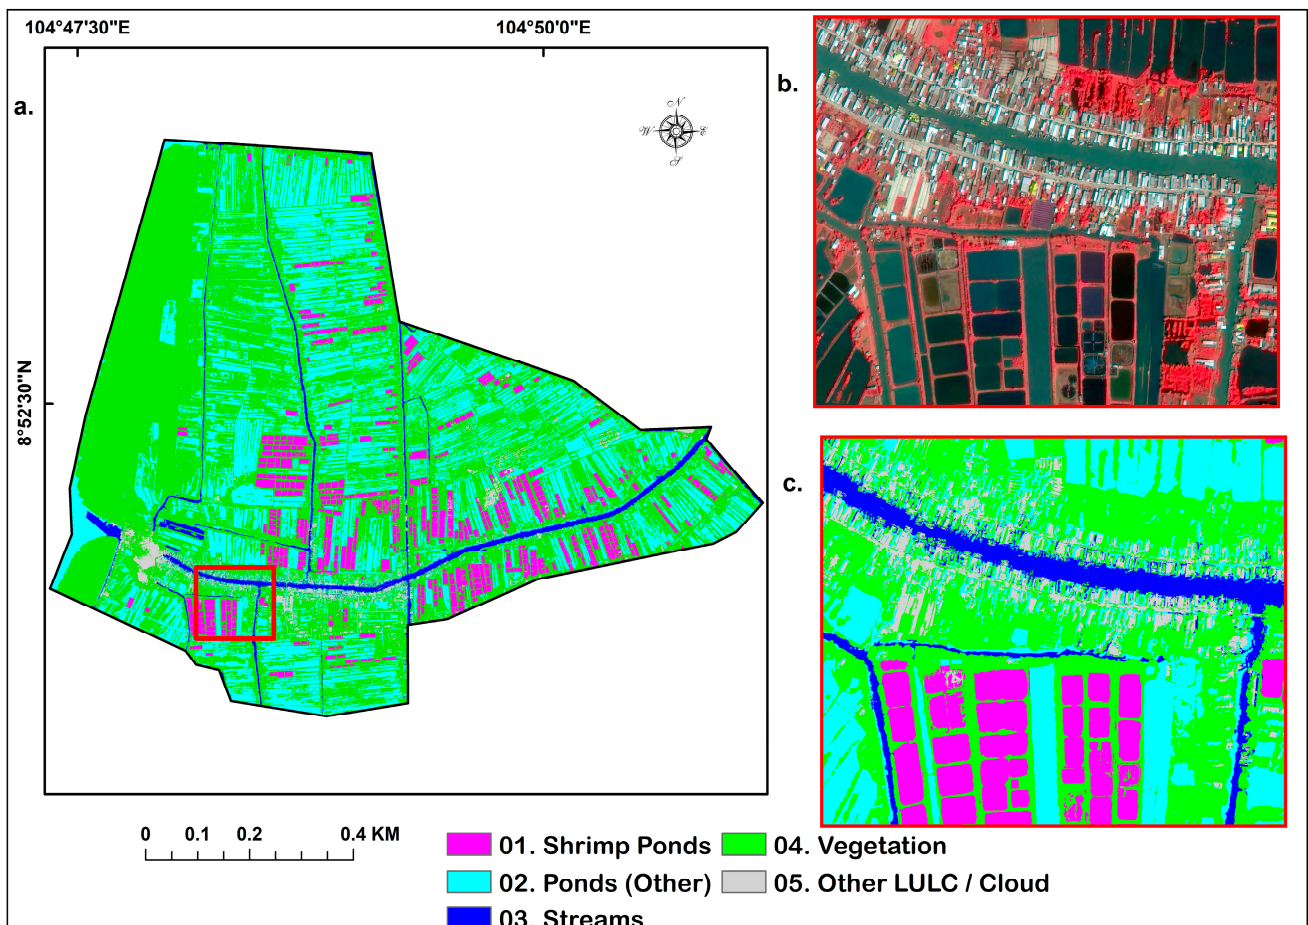 104°47'30"E
104°50'0"E
a.
b.
N
W
E
S
8°52'30"N
c.
0 0.1 0.2 0.4 KM
01. Shrimp Ponds
04. Vegetation
02. Ponds (Other)
05. Other LULC / Cloud
03. Streams